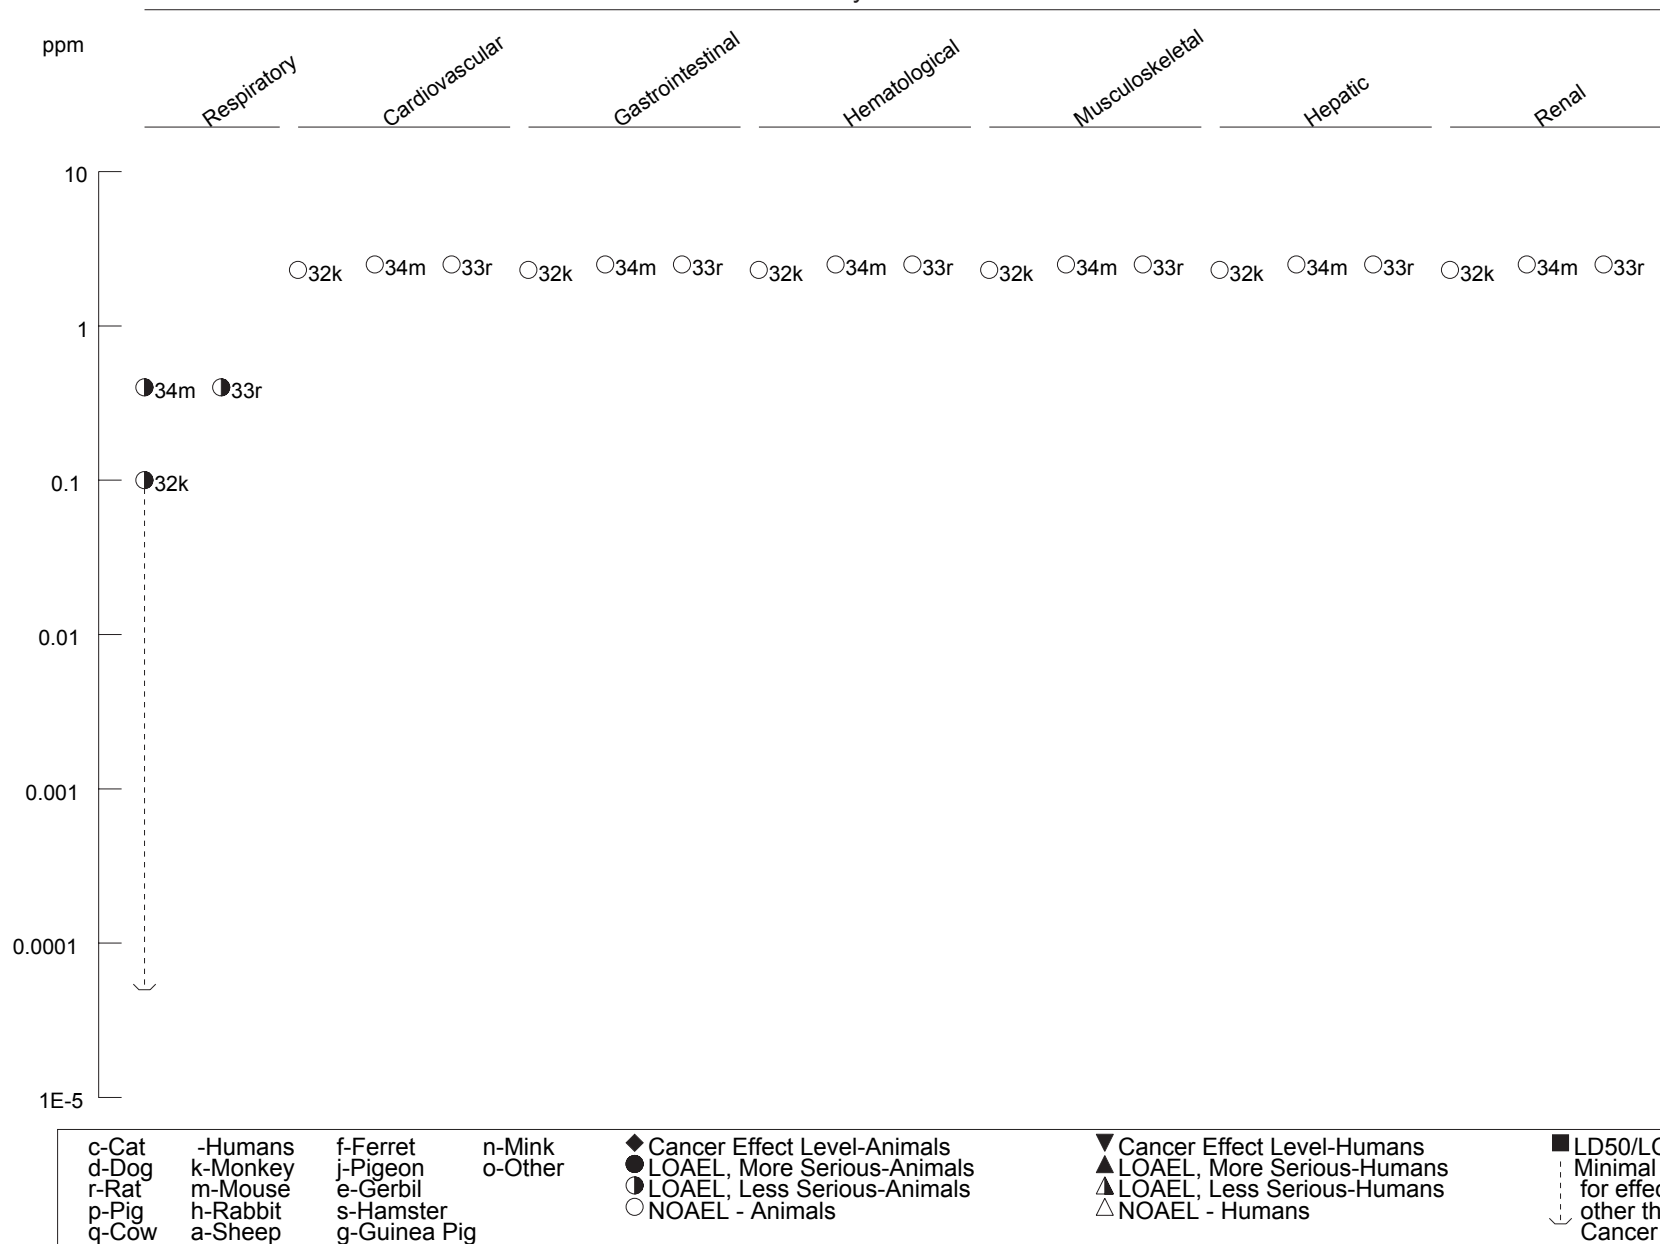 ppm
Respiratory
Cardiovascular
Gastrointestinal
Hematological
Musculoskeletal
Hepatic
Renal
10
32k 34m 33r 32k 34m 33r 32k 34m 33r 32k 34m 33r 32k 34m 33r 32k 34m 33r
1
34m 33r
0.1
32k
0.01
0.001
0.0001
1E-5
c-Cat -Humans f-Ferret n-Mink Cancer Effect Level-Animals Cancer Effect Level-Humans LD50/LC
d-Dog k-Monkey j-Pigeon o-Other LOAEL, More Serious-Animals LOAEL, More Serious-Humans Minimal
r-Rat m-Mouse e-Gerbil LOAEL, Less Serious-Animals LOAEL, Less Serious-Humans for effec
p-Pig h-Rabbit s-Hamster NOAEL - Animals NOAEL - Humans other th
q-Cow a-Sheep g-Guinea Pig Cancer